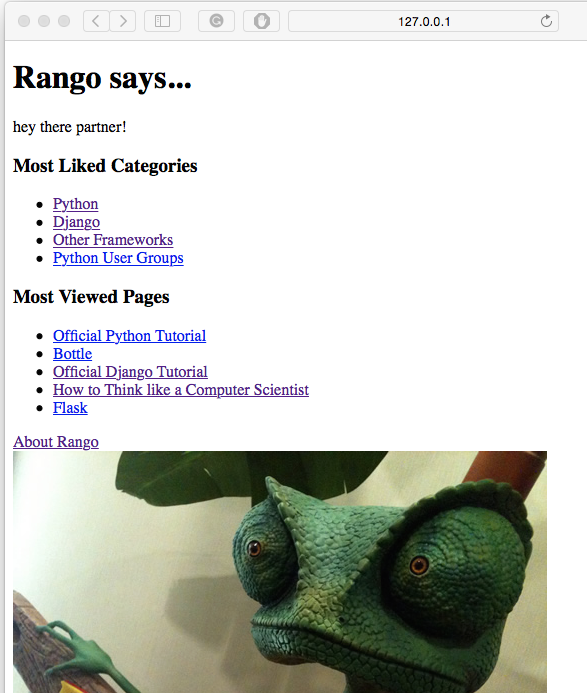 127.0.0.1
Rango says...
hey there partner!
Most Liked Categories
Python
Django
Other Frameworks
Python User Groups
Most Viewed Pages
Official Python Tutorial
Bottle
Official Django Tutorial
How to Think like a Computer Scientist
Flask
About Rango